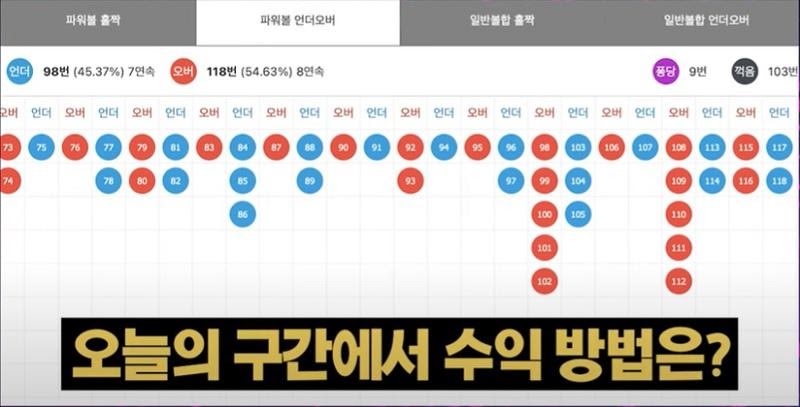 파워볼 홀짝 파워볼 언더오버 일반볼합 홀짝 일반볼합 언더오버
언더 98번 (45.37%) 7연속 오버 118번 (54.63%) 8연속 퐁당 9번 꺽음 103번
오버 언더 오버 언더 오버 언더 오버 언더 오버 언더 오버 언더 오버 언더 오버 언더 오버 언더 오버 언더 오버 언더 오버 언더
73 75 76 77 79 81 83 84 87 88 90 91 92 94 95 96 98 103 106 107 108 113 115 117
74 78 80 82 85 89 93 97 99 104 109 114 116 118
86 100 105 110
101 111
102 112
오늘의 구간에서 수익 방법은?